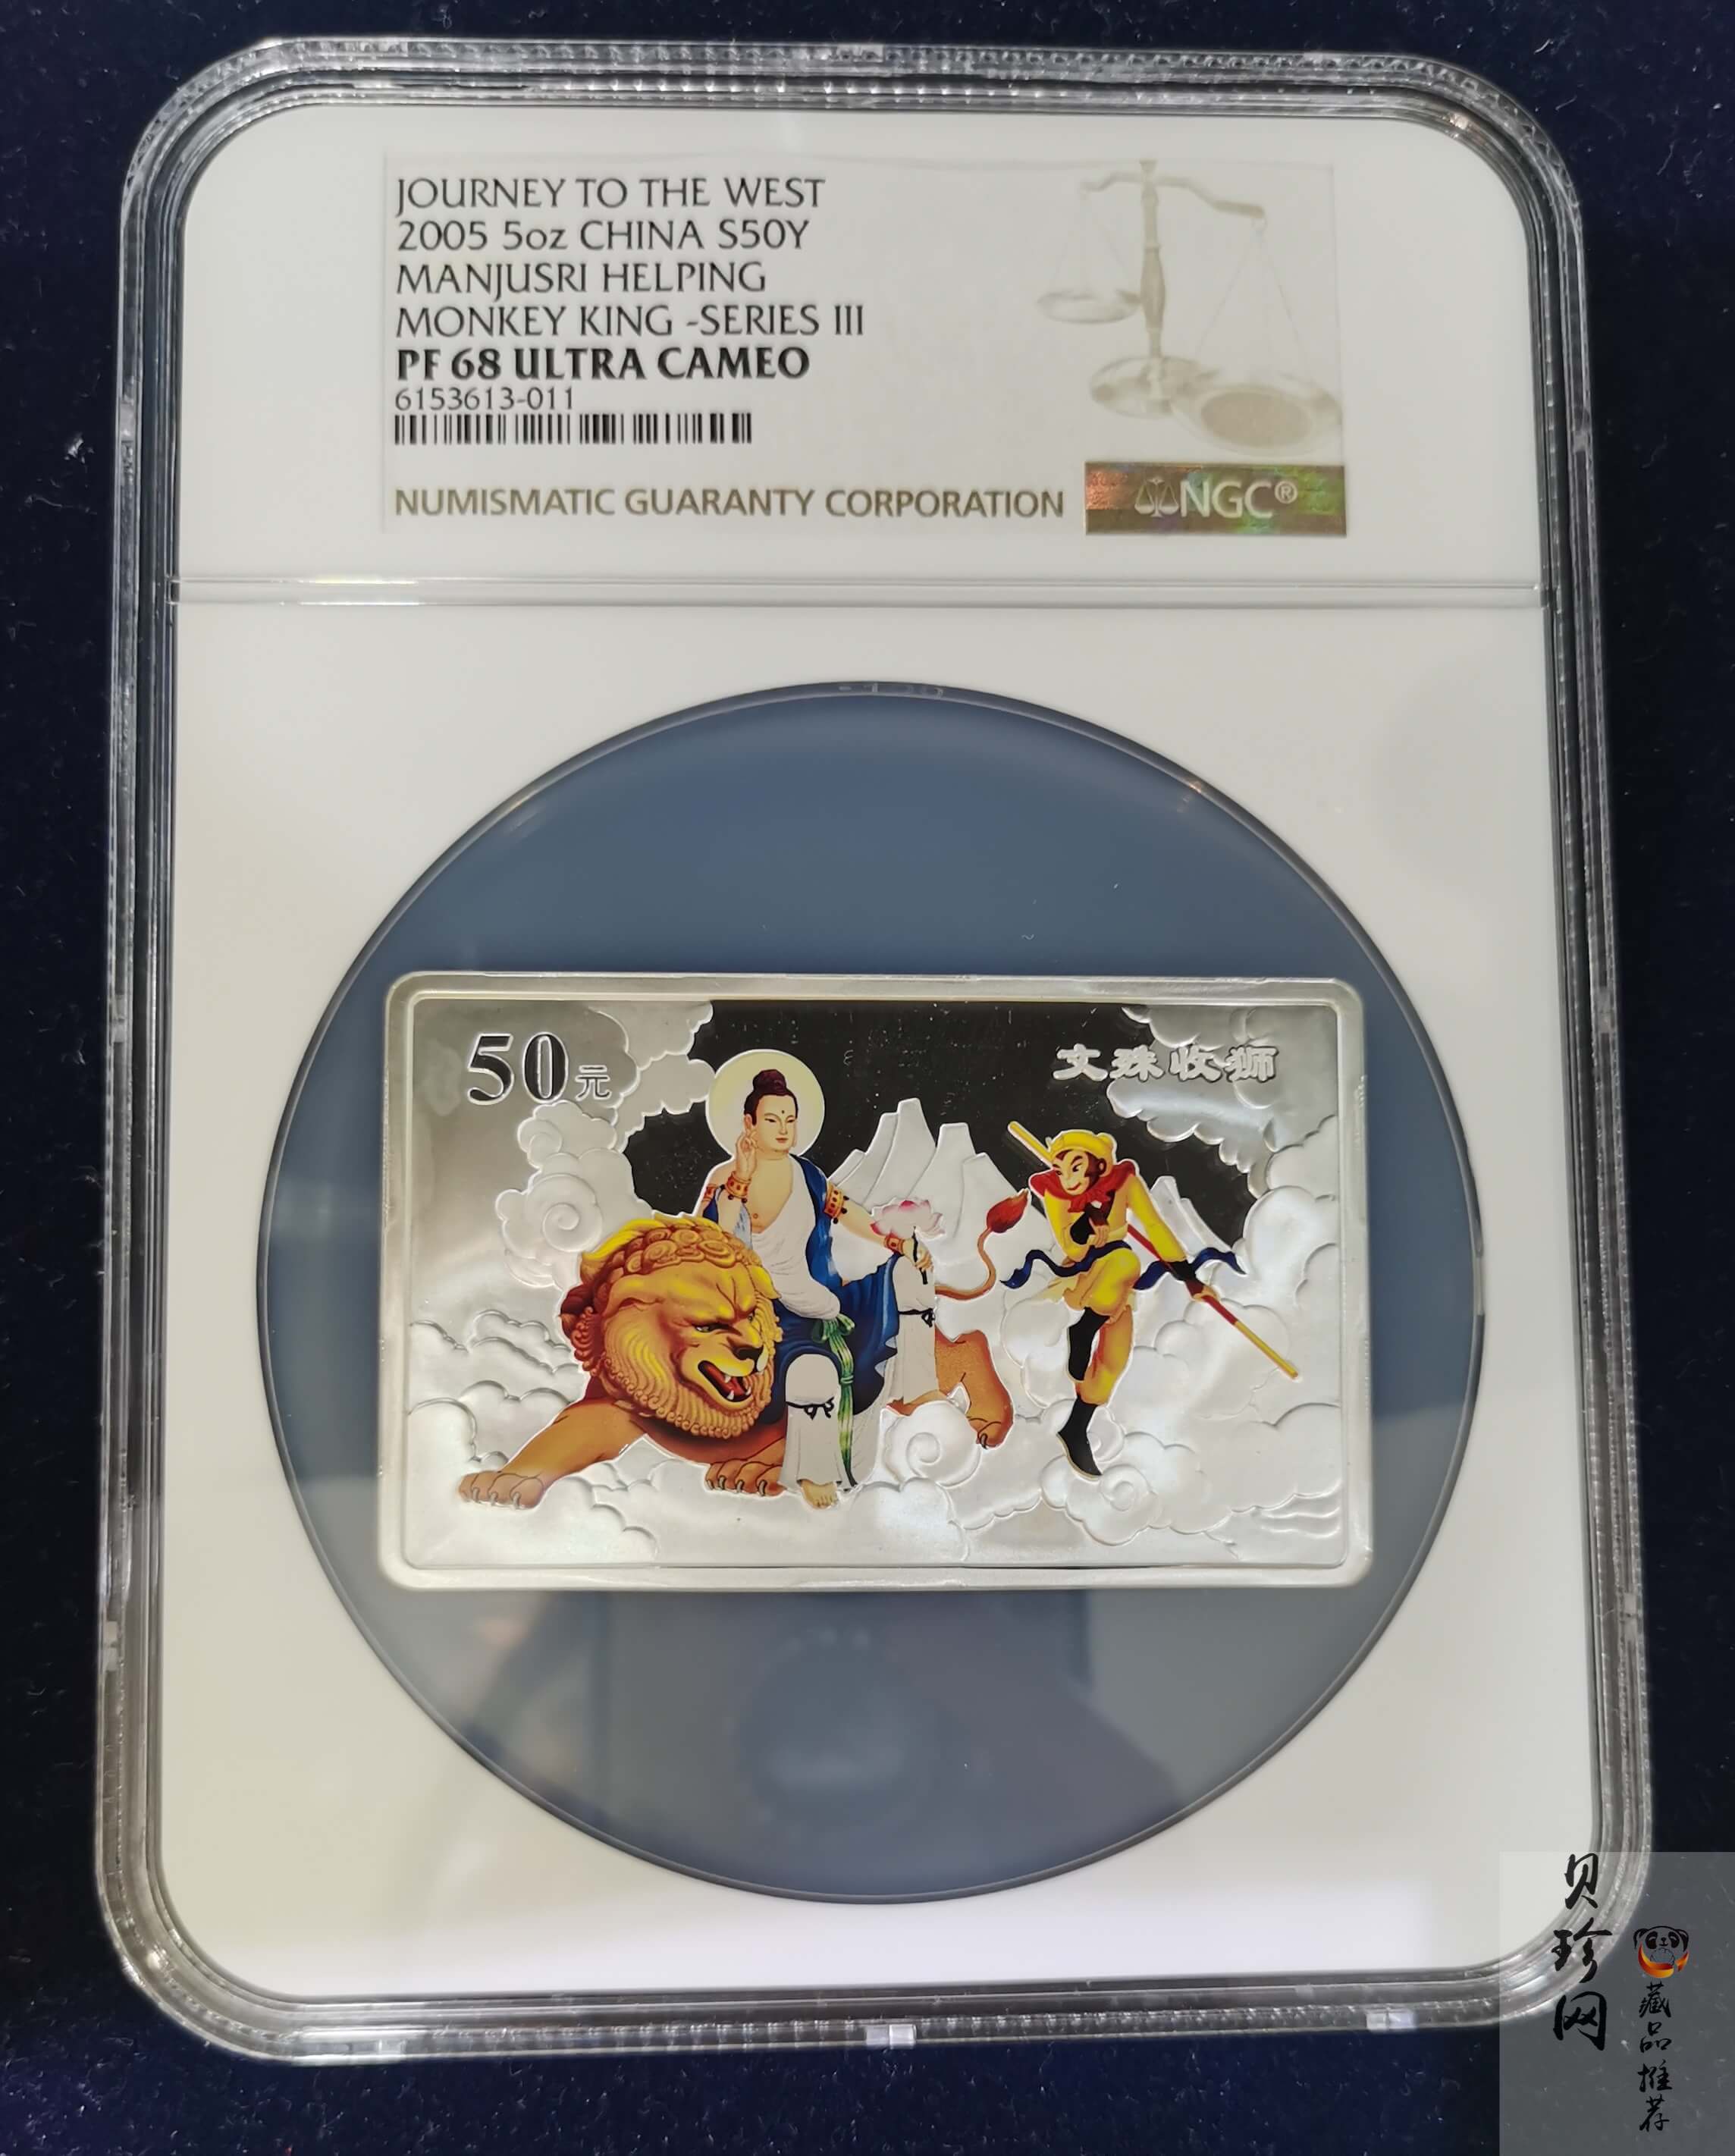 JOURNEY TO THE WEST
2005 5oz CHINA S50Y
MANJUSRI HELPING
MONKEY KING -SERIES III
PF 68 ULTRA CAMEO
6153613-011
NUMISMATIC GUARANTY CORPORATION
NGC®
50元
文殊收狮
贝珍网
藏品推荐